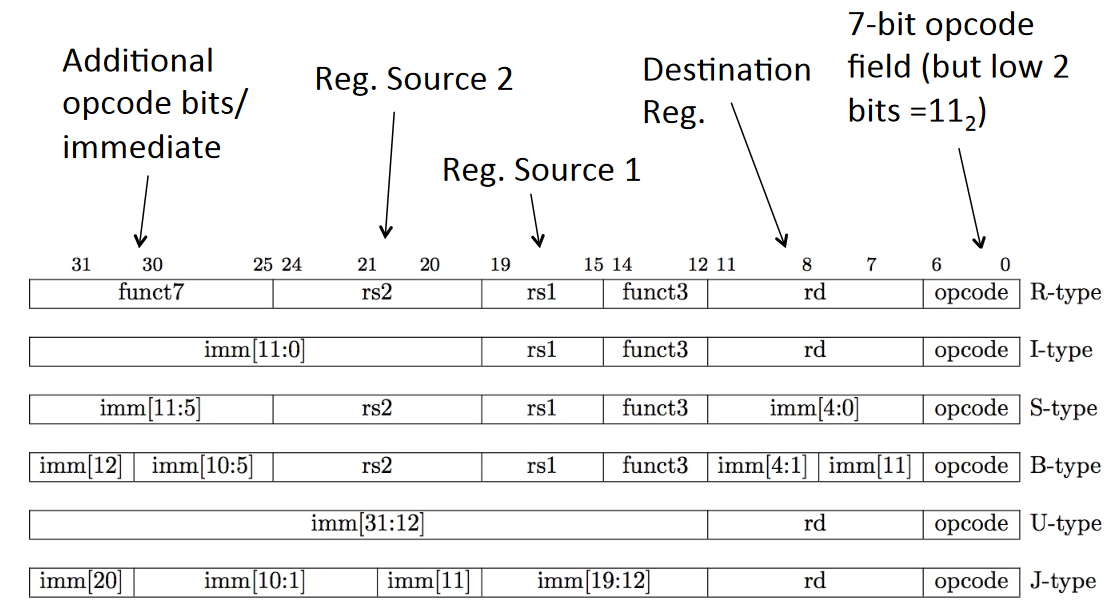 Additional
opcode bits/
immediate
Reg. Source 2
Reg. Source 1
Destination
Reg.
7-bit opcode
field (but low 2
bits =11₂)
31 30 25 24 21 20 19 15 14 12 11 8 7 6 0
funct7 rs2 rs1 funct3 rd opcode R-type
imm[11:0] rs1 funct3 rd opcode I-type
imm[11:5] rs2 rs1 funct3 imm[4:0] opcode S-type
imm[12] imm[10:5] rs2 rs1 funct3 imm[4:1] imm[11] opcode B-type
imm[31:12] rd opcode U-type
imm[20] imm[10:1] imm[11] imm[19:12] rd opcode J-type